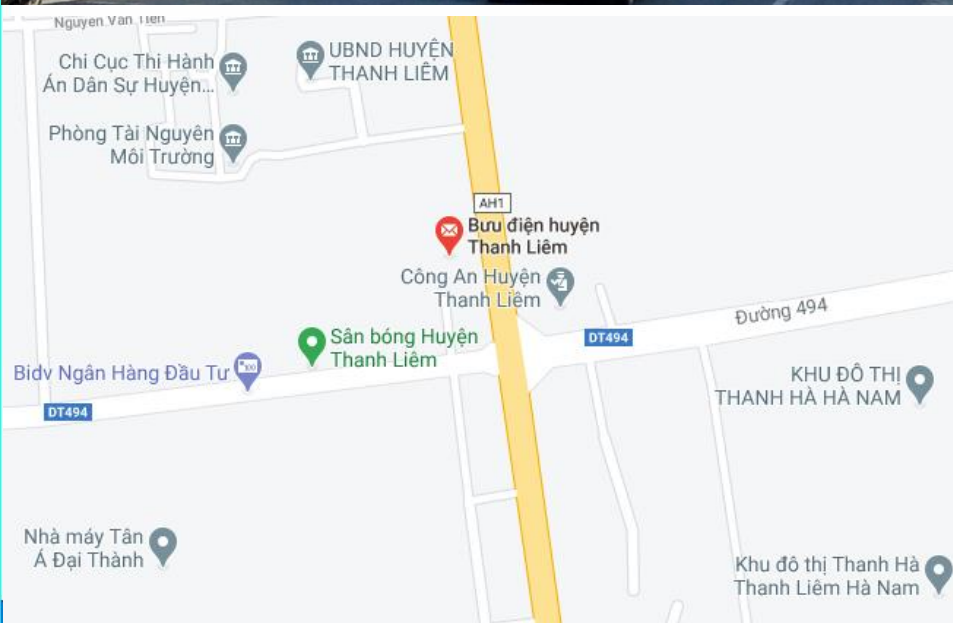 Nguyen Van Tien
Chi Cục Thi Hành
Án Dân Sự Huyện...
UBND HUYỆN
THANH LIÊM
Phòng Tài Nguyên
Môi Trường
AH1
Bưu điện huyện
Thanh Liêm
Công An Huyện
Thanh Liêm
Đường 494
DT494
Sân bóng Huyện
Thanh Liêm
Bidv Ngân Hàng Đầu Tư
DT494
KHU ĐÔ THỊ
THANH HÀ HÀ NAM
Nhà máy Tân
Á Đại Thành
Khu đô thị Thanh Hà
Thanh Liêm Hà Nam